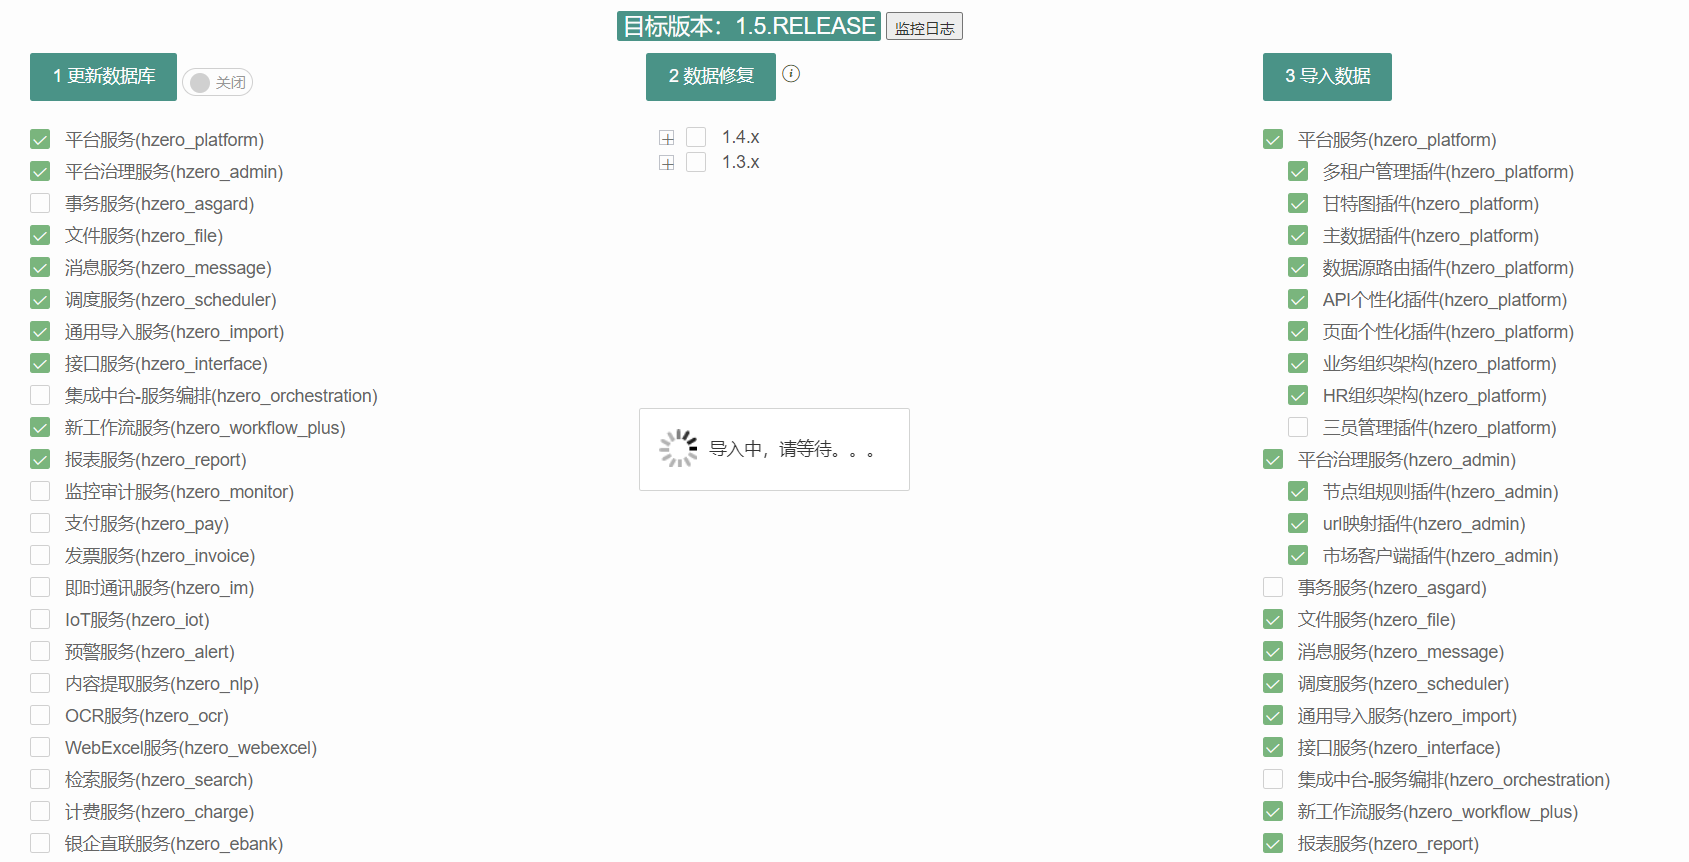 目标版本：1.5.RELEASE 监控日志
1 更新数据库 关闭
平台服务(hzero_platform)
平台治理服务(hzero_admin)
事务服务(hzero_asgard)
文件服务(hzero_file)
消息服务(hzero_message)
调度服务(hzero_scheduler)
通用导入服务(hzero_import)
接口服务(hzero_interface)
集成中台-服务编排(hzero_orchestration)
新工作流服务(hzero_workflow_plus)
报表服务(hzero_report)
监控审计服务(hzero_monitor)
支付服务(hzero_pay)
发票服务(hzero_invoice)
即时通讯服务(hzero_im)
IoT服务(hzero_iot)
预警服务(hzero_alert)
内容提取服务(hzero_nlp)
OCR服务(hzero_ocr)
WebExcel服务(hzero_webexcel)
检索服务(hzero_search)
计费服务(hzero_charge)
银企直联服务(hzero_ebank)
2 数据修复
1.4.x
1.3.x
导入中，请等待。。。
3 导入数据
平台服务(hzero_platform)
多租户管理插件(hzero_platform)
甘特图插件(hzero_platform)
主数据插件(hzero_platform)
数据源路由插件(hzero_platform)
API个性化插件(hzero_platform)
页面个性化插件(hzero_platform)
业务组织架构(hzero_platform)
HR组织架构(hzero_platform)
三员管理插件(hzero_platform)
平台治理服务(hzero_admin)
节点组规则插件(hzero_admin)
url映射插件(hzero_admin)
市场客户端插件(hzero_admin)
事务服务(hzero_asgard)
文件服务(hzero_file)
消息服务(hzero_message)
调度服务(hzero_scheduler)
通用导入服务(hzero_import)
接口服务(hzero_interface)
集成中台-服务编排(hzero_orchestration)
新工作流服务(hzero_workflow_plus)
报表服务(hzero_report)